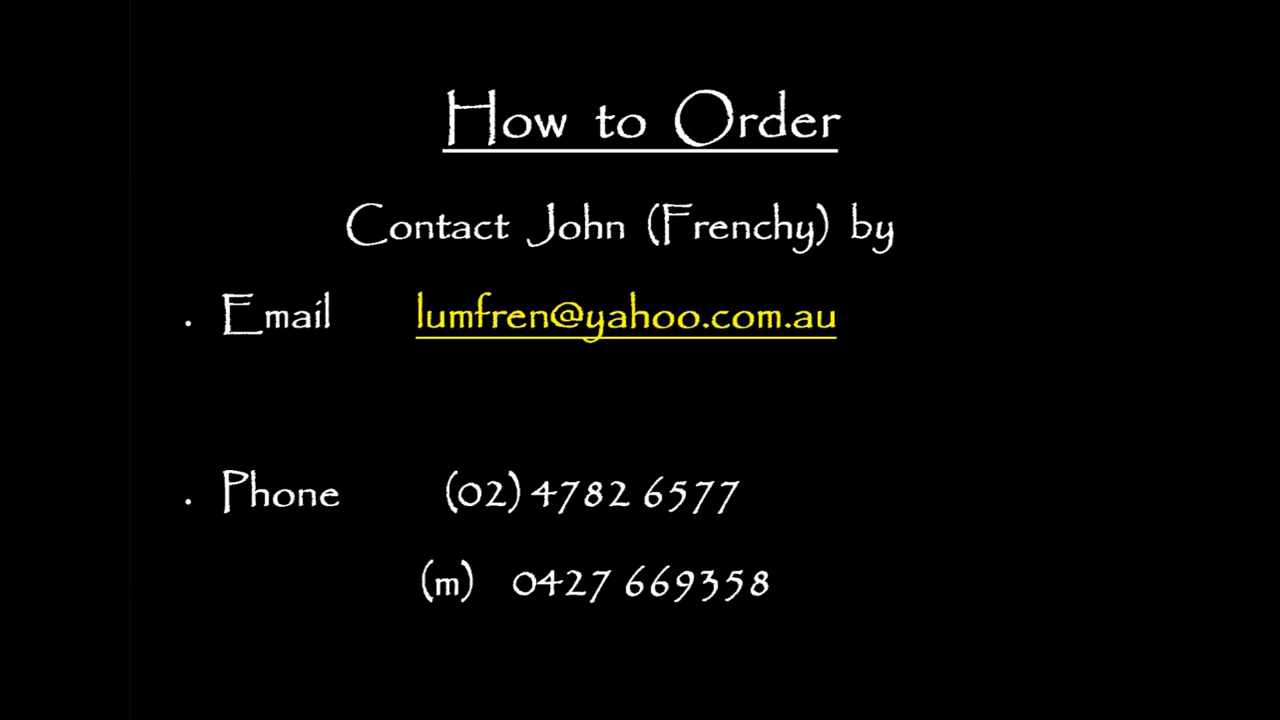 How to Order
Contact John (Frenchy) by
. Email lumfren@yahoo.com.au
. Phone (02) 4782 6577
(m) 0427 669358